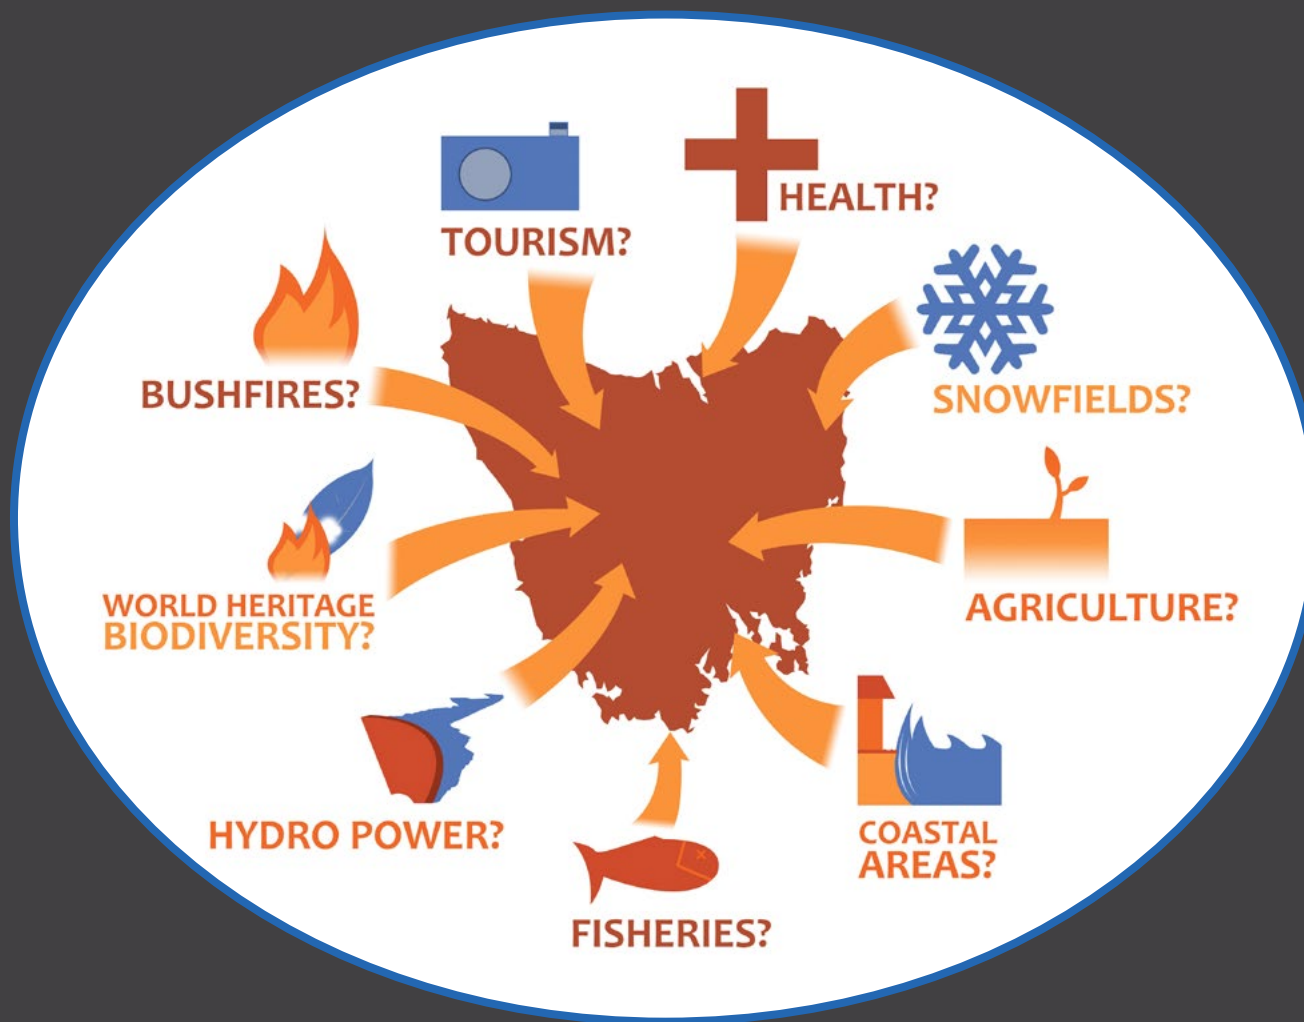 HEALTH?
TOURISM?
BUSHFIRES?
SNOWFIELDS?
WORLD HERITAGE
BIODIVERSITY?
AGRICULTURE?
HYDRO POWER?
COASTAL
AREAS?
FISHERIES?